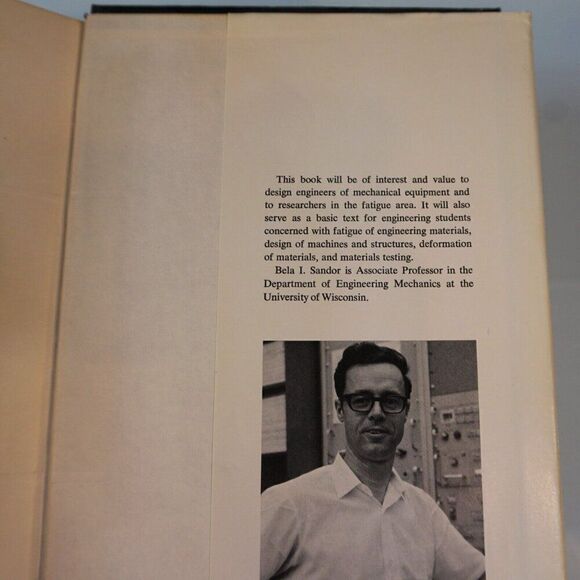 This book will be of interest and value to
design engineers of mechanical equipment and
to researchers in the fatigue area. It will also
serve as a basic text for engineering students
concerned with fatigue of engineering materials,
design of machines and structures, deformation
of materials, and materials testing.
Bela I. Sandor is Associate Professor in the
Department of Engineering Mechanics at the
University of Wisconsin.